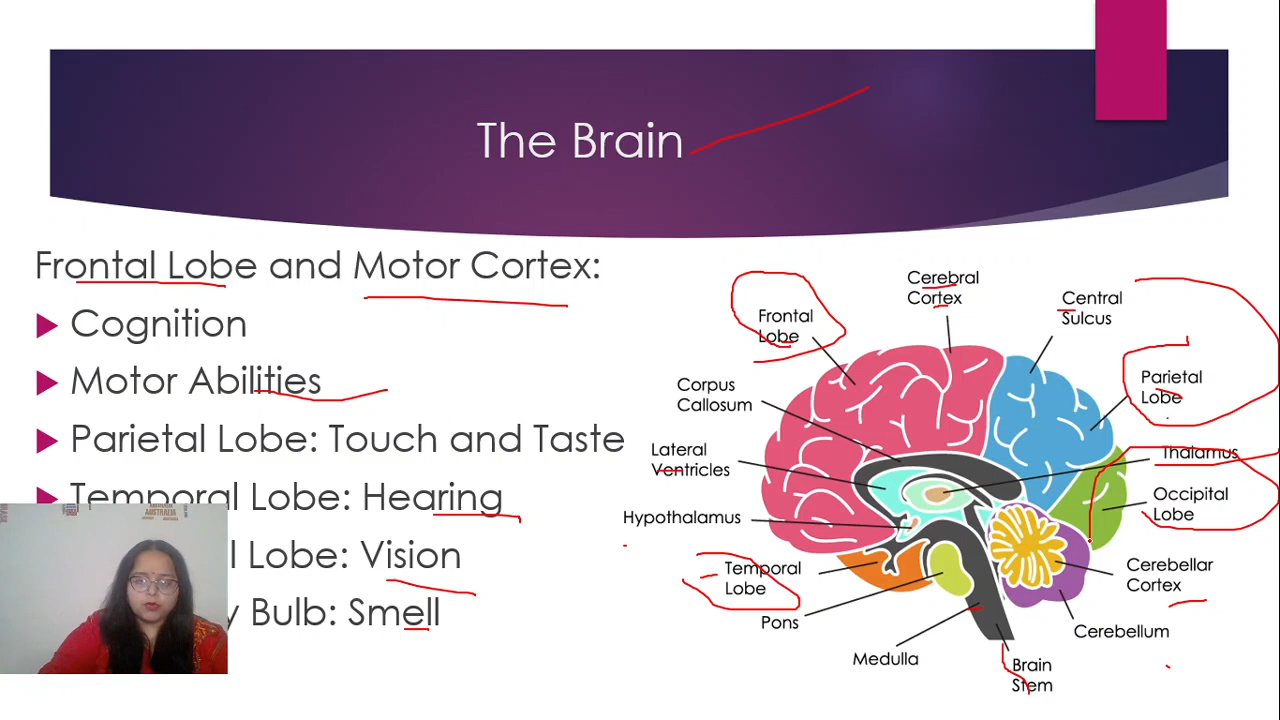 The Brain
Frontal Lobe and Motor Cortex:
Cognition
Motor Abilities
Parietal Lobe: Touch and Taste
Temporal Lobe: Hearing
l Lobe: Vision
y Bulb: Smell
Frontal
Lobe
Cerebral
Cortex
Central
Sulcus
Corpus
Callosum
Parietal
Lobe
Lateral
Ventricles
Thalamus
Hypothalamus
Occipital
Lobe
Temporal
Lobe
Cerebellar
Cortex
Pons
Cerebellum
Medulla
Brain
Stem
AUSTRALIA